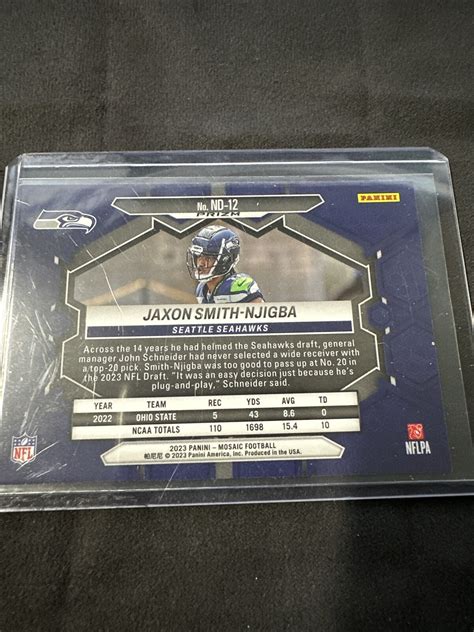 No. ND-12
PRIZM
PANINI
JAXON SMITH-NJIGBA
SEATTLE SEAHAWKS
Across the 14 years he had helmed the Seahawks draft, general
manager John Schneider had never selected a wide receiver with
a top-20 pick. Smith-Njigba was too good to pass up at No. 20 in
the 2023 NFL Draft. "It was an easy decision just because he's
plug-and-play," Schneider said.
YEAR TEAM REC YDS AVG TD
2022 OHIO STATE 5 43 8.6 0
NCAA TOTALS 110 1698 15.4 10
NFL
NFLPA
2023 PANINI – MOSAIC FOOTBALL
帕尼尼 © 2023 Panini America, Inc. Produced in the USA.